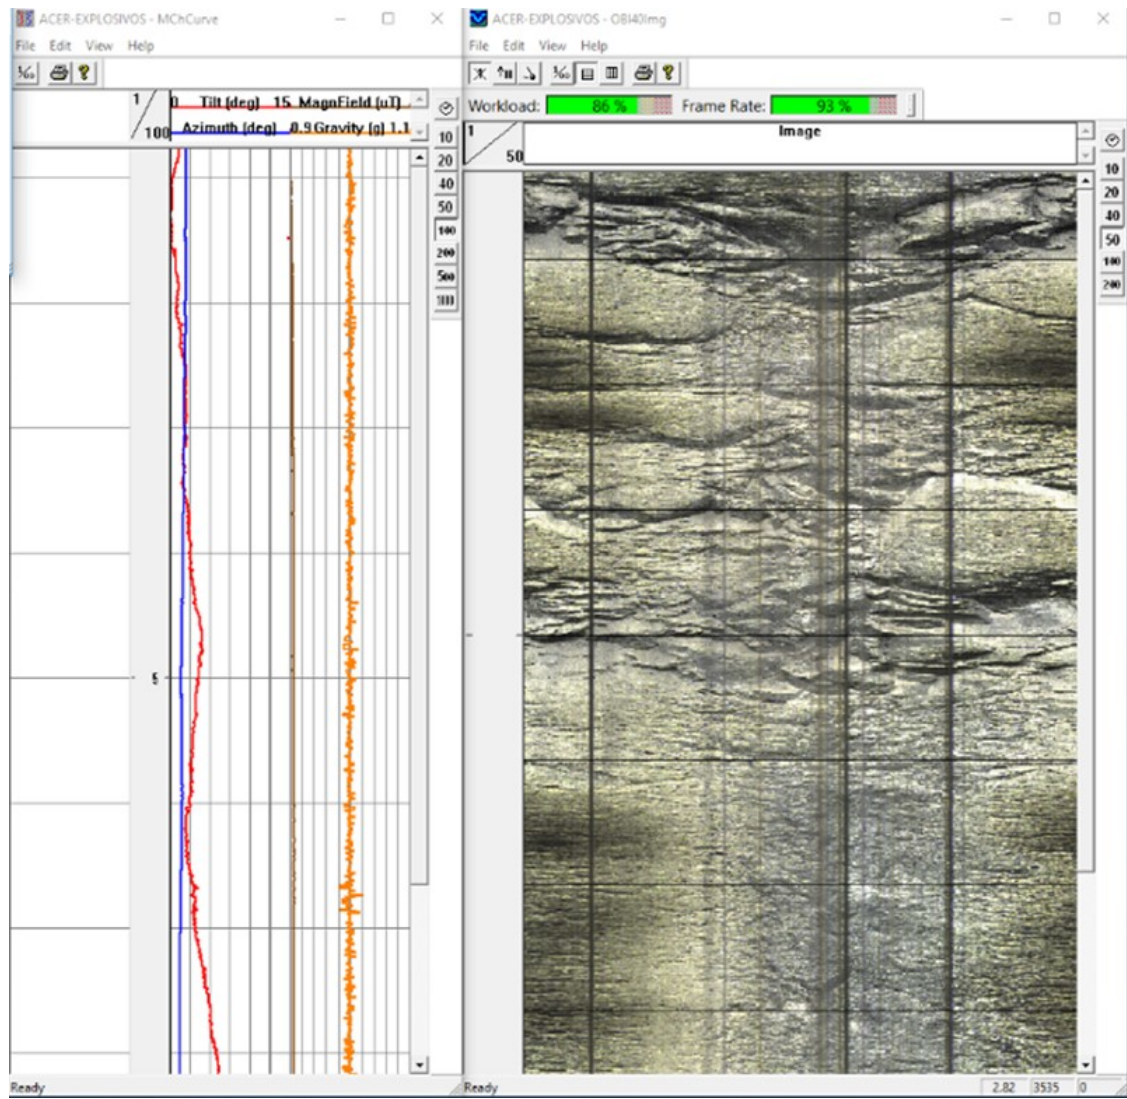 ACER-EXPLOSIVOS - MChCurve
File Edit View Help
1
100
0 Tilt (deg) 15 MagnField (uT)
Azimuth (deg) 0.9 Gravity (g) 1.1
10
20
40
50
100
200
500
5
Ready
ACER-EXPLOSIVOS - OBI40Img
File Edit View Help
Workload: 86 % Frame Rate: 93 %
1
50
Image
10
20
40
50
100
200
Ready
2.82 3535 0